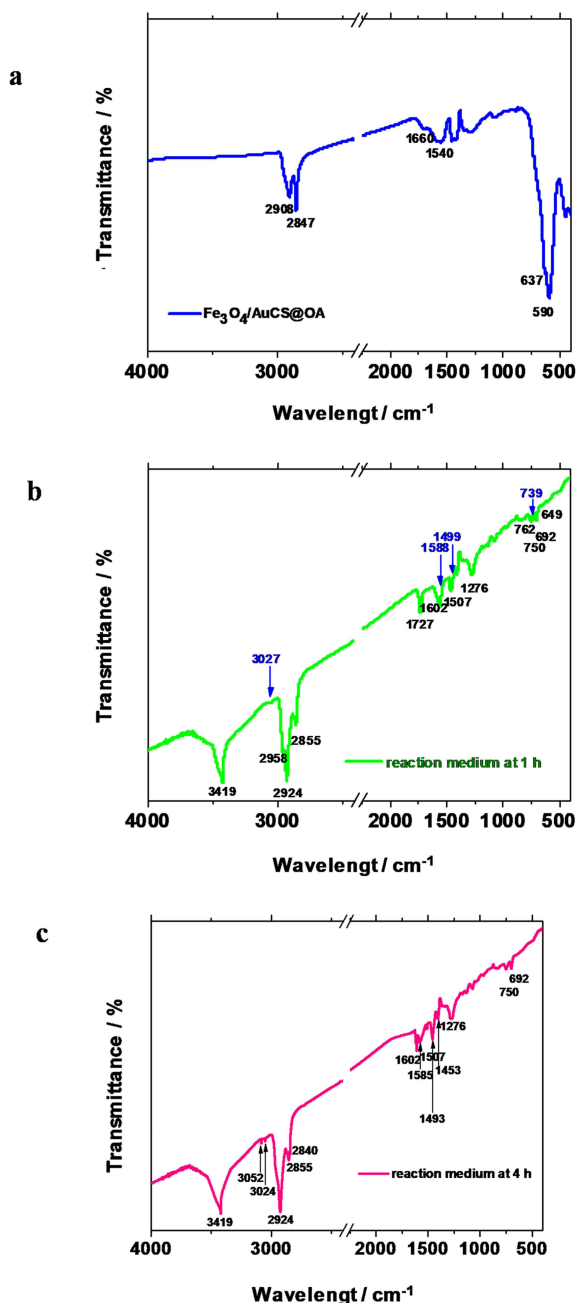 a
Transmittance / %
1660
1540
2908
2847
637
590
Fe3O4/AuCS@OA
4000 3000 2000 1500 1000 500
Wavelengt / cm-1
b
Transmittance / %
739
649
762 692
750
1499
1588
1276
1507
1602
1727
3027
2855
2958
reaction medium at 1 h
3419 2924
4000 3000 2000 1500 1000 500
Wavelengt / cm-1
c
Transmittance / %
692
750
1276
1602 1507
1453
1585
1493
2840
2855
3052
3024
reaction medium at 4 h
3419 2924
4000 3000 2000 1500 1000 500
Wavelengt / cm-1